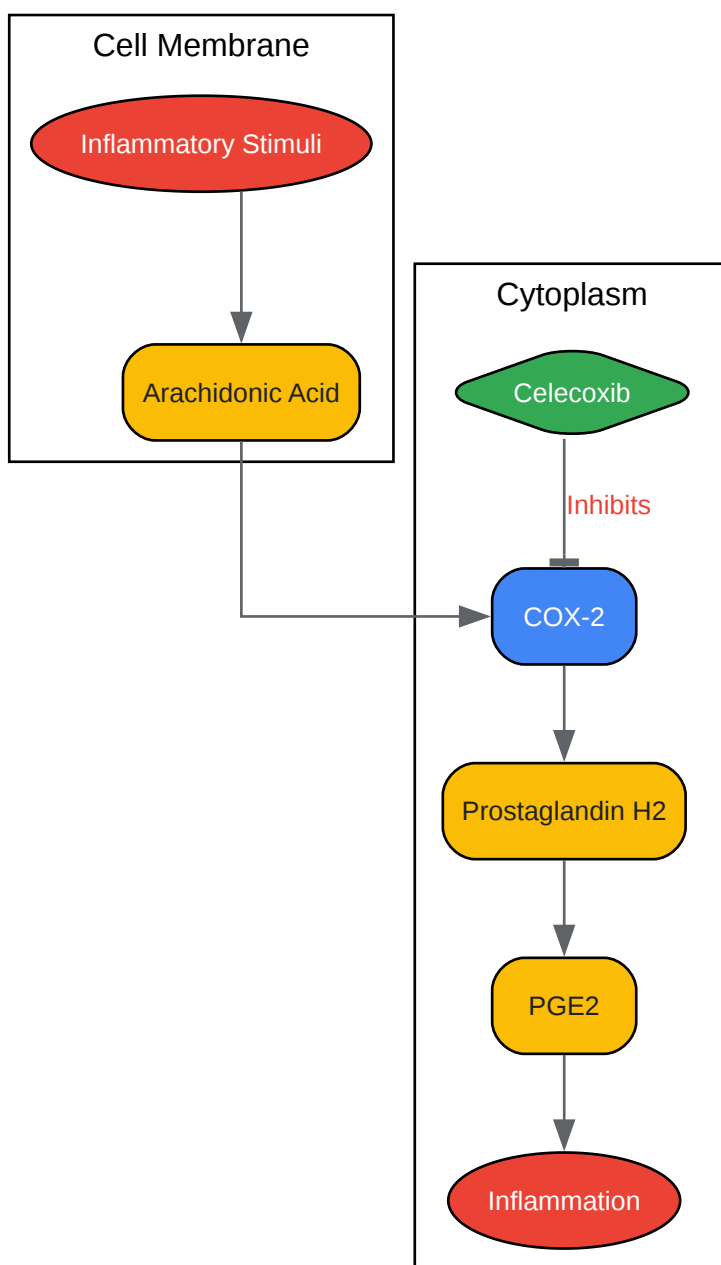 Cell Membrane
Inflammatory Stimuli
Arachidonic Acid
Cytoplasm
Celecoxib
Inhibits
COX-2
Prostaglandin H2
PGE2
Inflammation